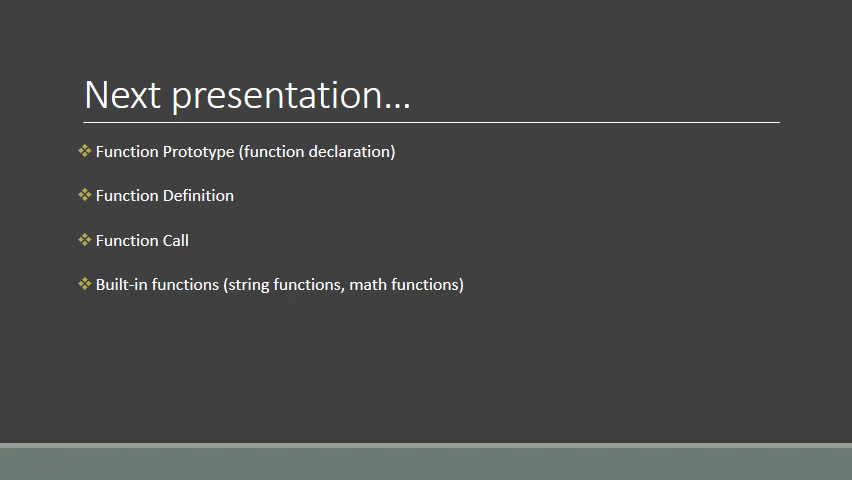 Next presentation...
❖ Function Prototype (function declaration)
❖ Function Definition
❖ Function Call
❖ Built-in functions (string functions, math functions)